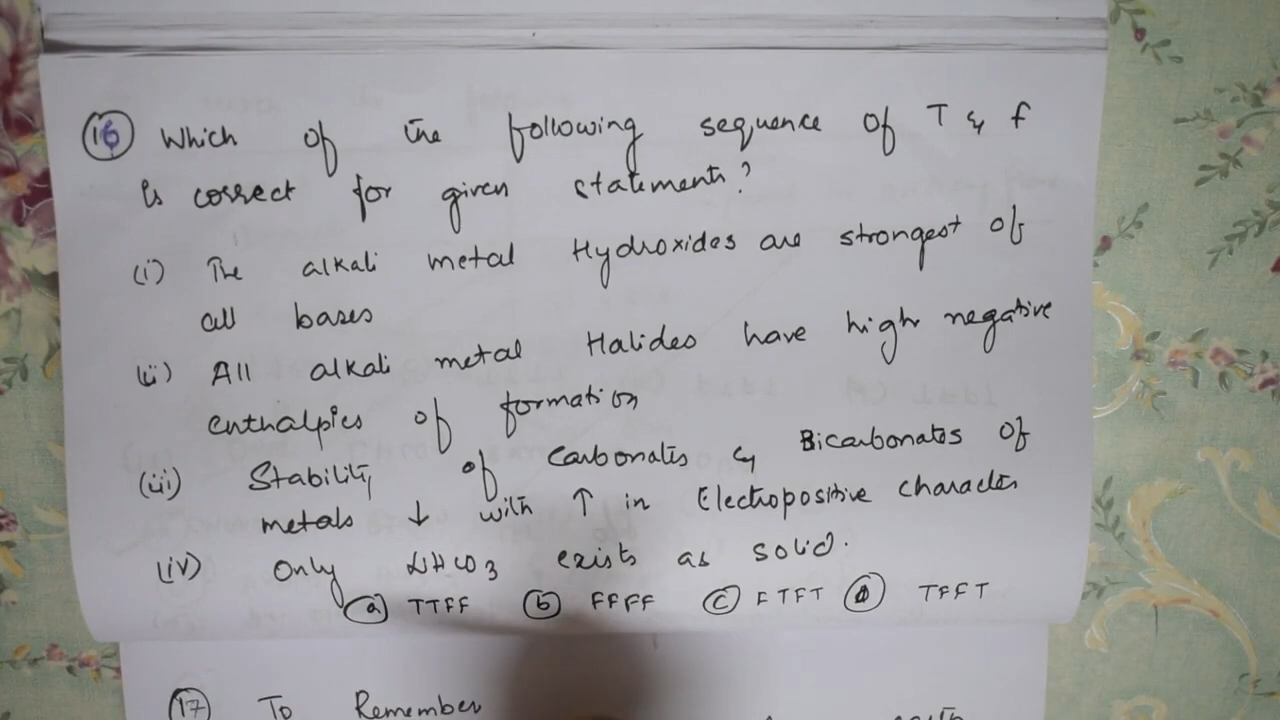 16 Which of the following sequence of T & f
Is correct for given statements?
(i) The alkali metal Hydroxides are strongest of
all bases
(ii) All alkali metal Halides have high negative
enthalpies of formation
(iii) Stability of carbonates & Bicarbonates of
metals ↓ with ↑ in Electropositive character
(iv) Only LiHCO3 exists as solid.
(a) TTFF (b) FFFF (c) FTFT (d) TFFT
17 To Remember